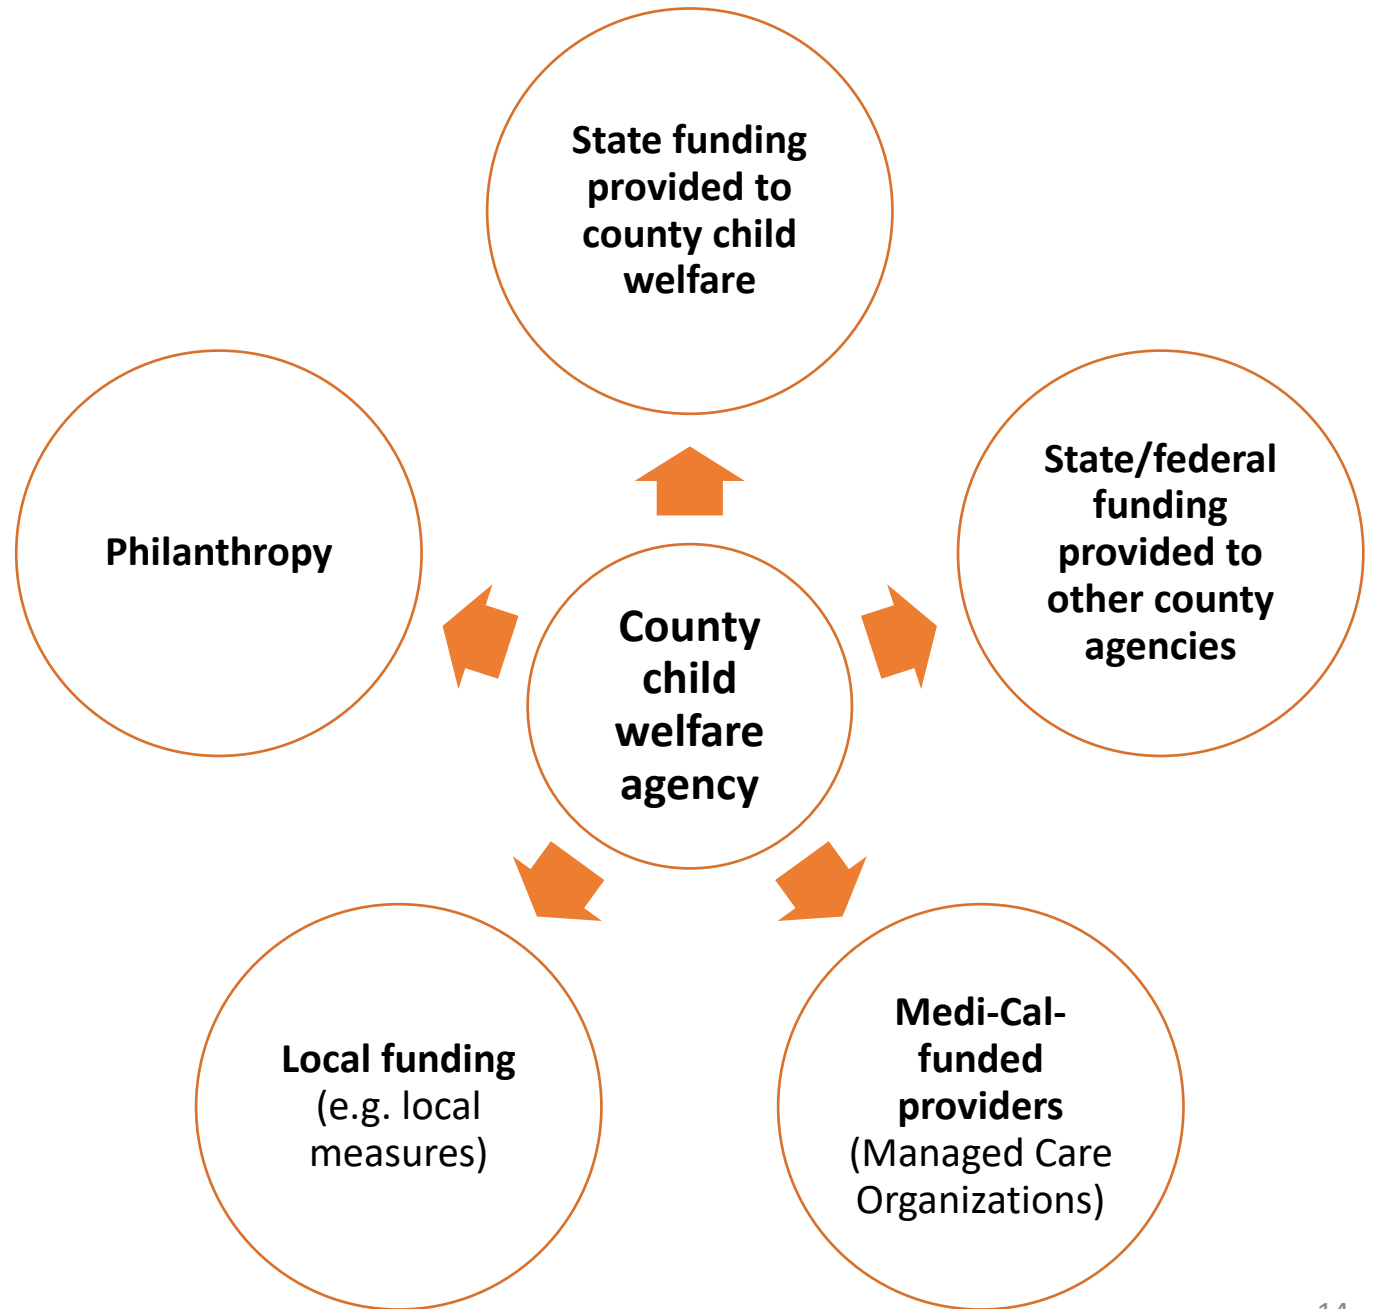 State funding
provided to
county child
welfare
State/federal
funding
provided to
other county
agencies
Philanthropy
County
child
welfare
agency
Local funding
(e.g. local
measures)
Medi-Cal-
funded
providers
(Managed Care
Organizations)
14